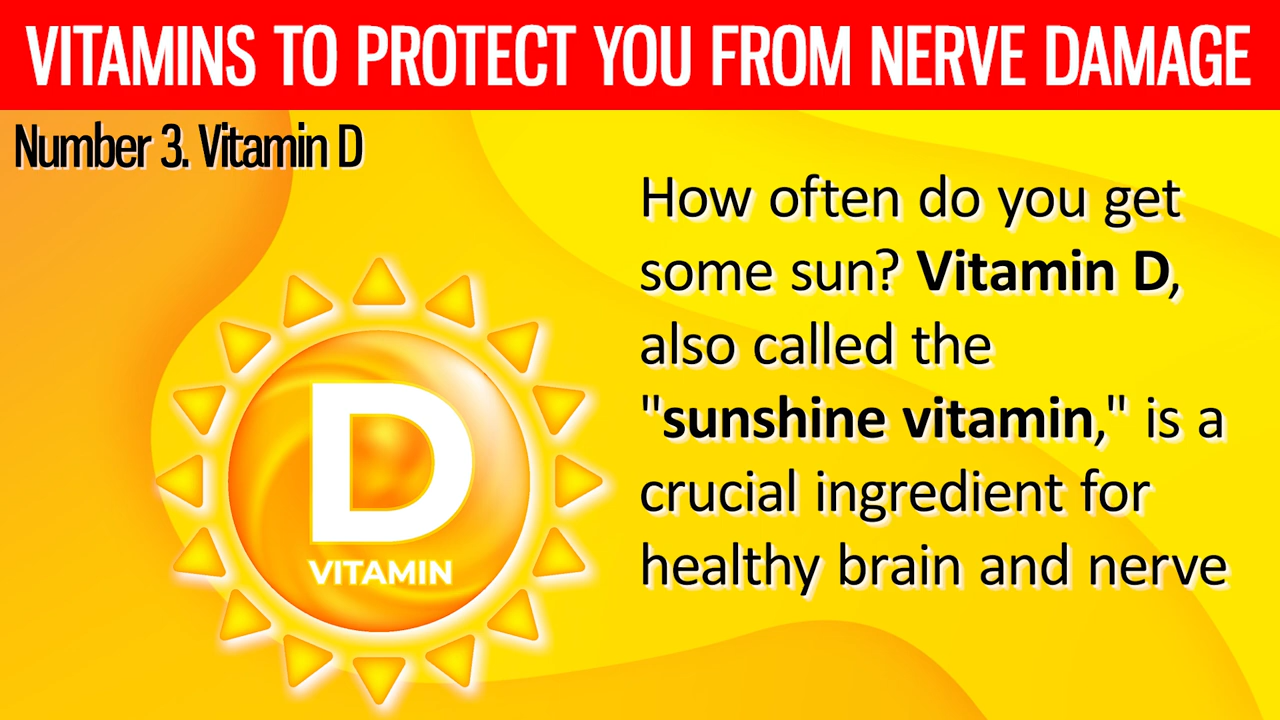 VITAMINS TO PROTECT YOU FROM NERVE DAMAGE
Number 3. Vitamin D
How often do you get
some sun? Vitamin D,
also called the
"sunshine vitamin," is a
crucial ingredient for
healthy brain and nerve
D
VITAMIN